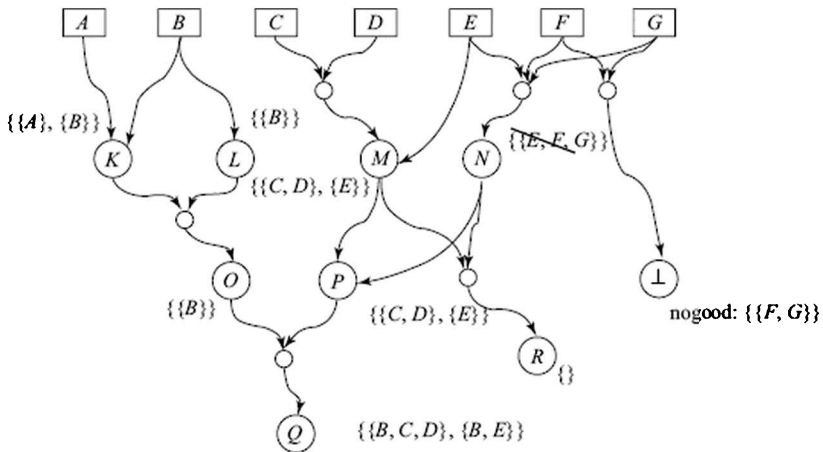 A B C D E F G
{{A}, {B}} {{B}}
K L M N {{E, F, G}}
{{C, D}, {E}}
O P ⊥
{{B}} {{C, D}, {E}} nogood: {{F, G}}
R {}
Q {{B, C, D}, {B, E}}